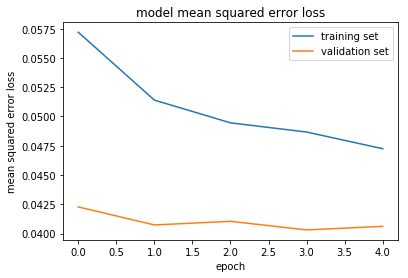 model mean squared error loss
training set
validation set
mean squared error loss
0.0575
0.0550
0.0525
0.0500
0.0475
0.0450
0.0425
0.0400
0.0 0.5 1.0 1.5 2.0 2.5 3.0 3.5 4.0
epoch